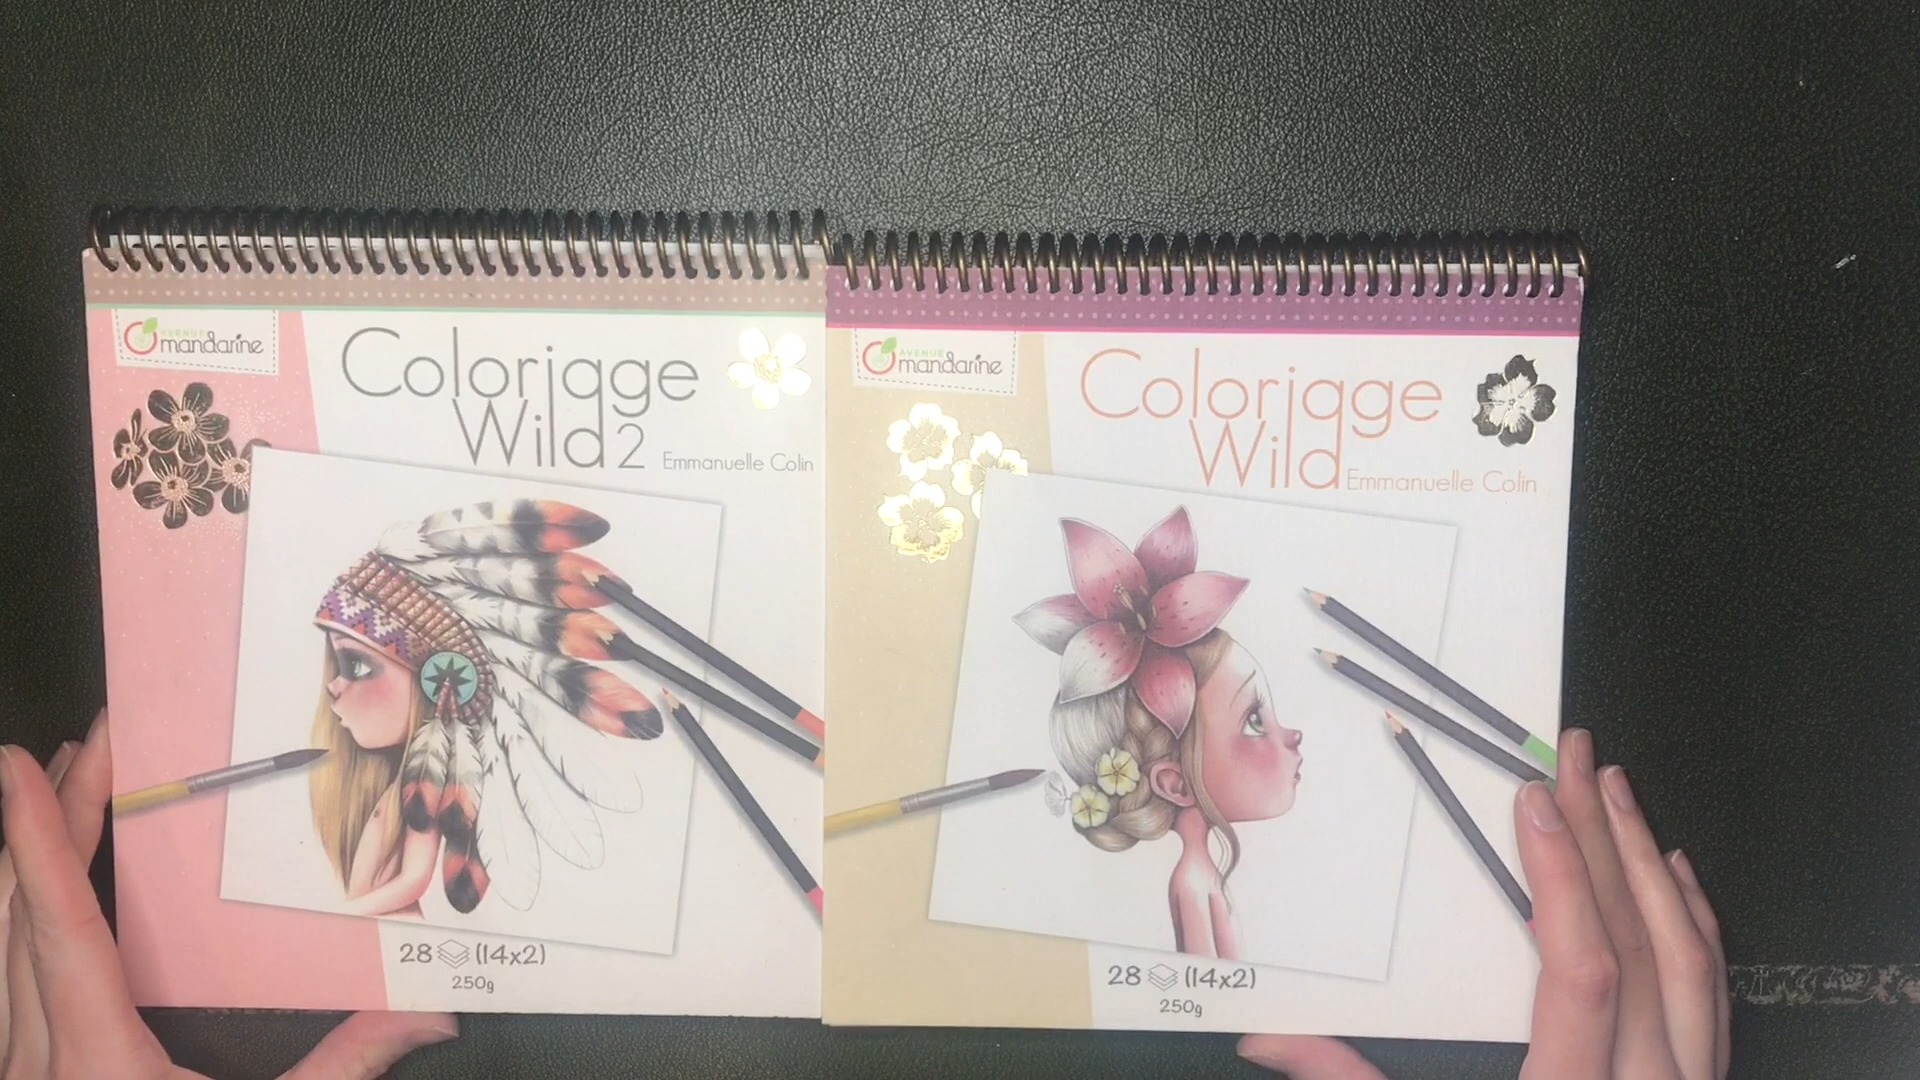 AVENUE
mandarine
Coloriage
Wild 2
Emmanuelle Colin
28 (14x2)
250g
AVENUE
mandarine
Coloriage
Wild
Emmanuelle Colin
28 (14x2)
250g